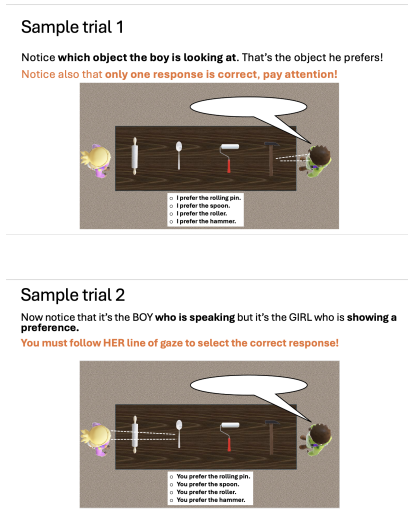 Sample trial 1
Notice which object the boy is looking at. That's the object he prefers!
Notice also that only one response is correct, pay attention!
o I prefer the rolling pin.
o I prefer the spoon.
o I prefer the roller.
o I prefer the hammer.
Sample trial 2
Now notice that it's the BOY who is speaking but it's the GIRL who is showing a
preference.
You must follow HER line of gaze to select the correct response!
o You prefer the rolling pin.
o You prefer the spoon.
o You prefer the roller.
o You prefer the hammer.